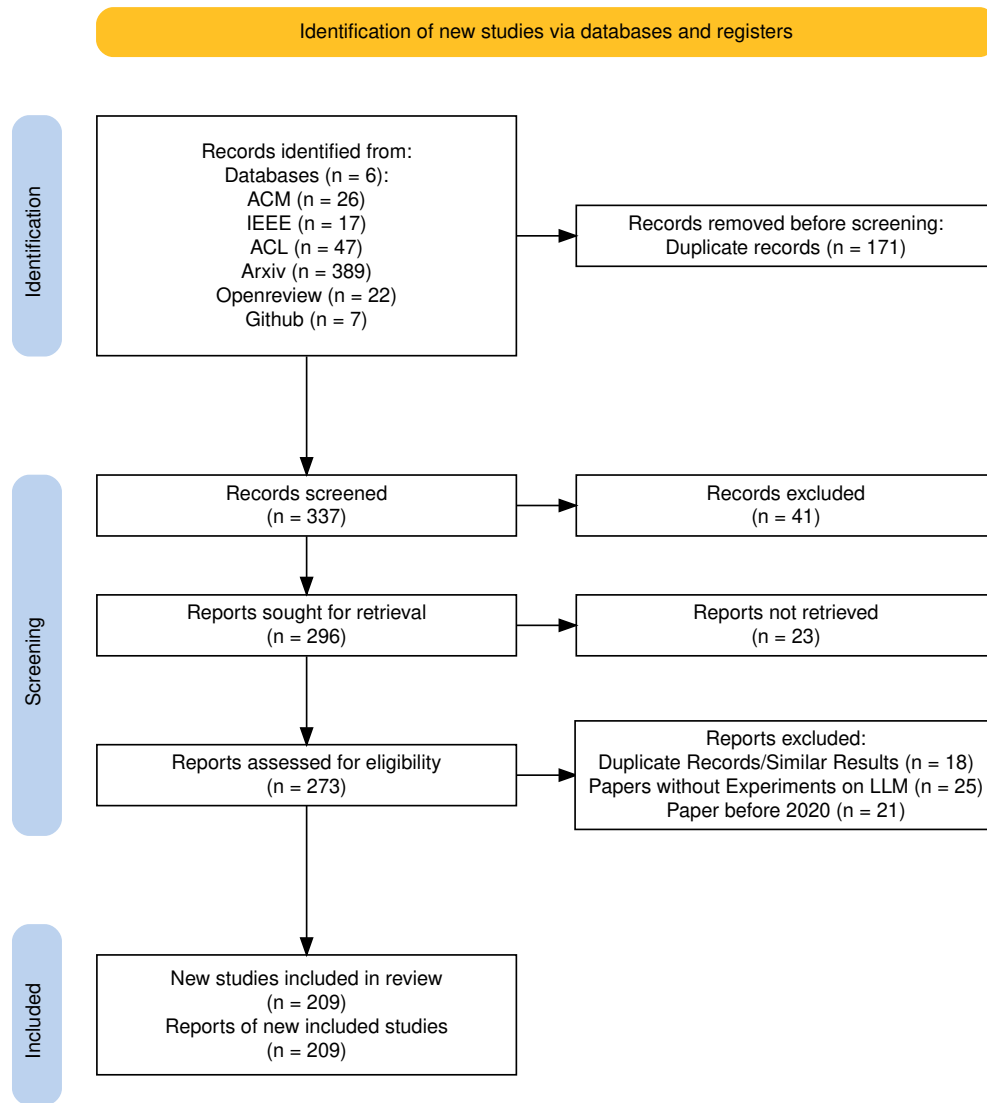 Identification of new studies via databases and registers
Identification
Records identified from:
Databases (n = 6):
ACM (n = 26)
IEEE (n = 17)
ACL (n = 47)
Arxiv (n = 389)
Openreview (n = 22)
Github (n = 7)
Records removed before screening:
Duplicate records (n = 171)
Screening
Records screened
(n = 337)
Records excluded
(n = 41)
Reports sought for retrieval
(n = 296)
Reports not retrieved
(n = 23)
Reports assessed for eligibility
(n = 273)
Reports excluded:
Duplicate Records/Similar Results (n = 18)
Papers without Experiments on LLM (n = 25)
Paper before 2020 (n = 21)
Included
New studies included in review
(n = 209)
Reports of new included studies
(n = 209)